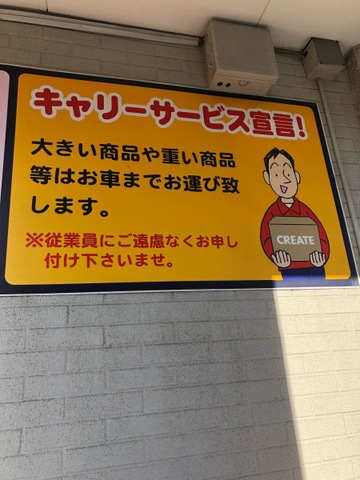 キャリーサービス宣言!
大きい商品や重い商品
等はお車までお運び致
します。
※従業員にご遠慮なくお申し
付け下さいませ。
CREATE